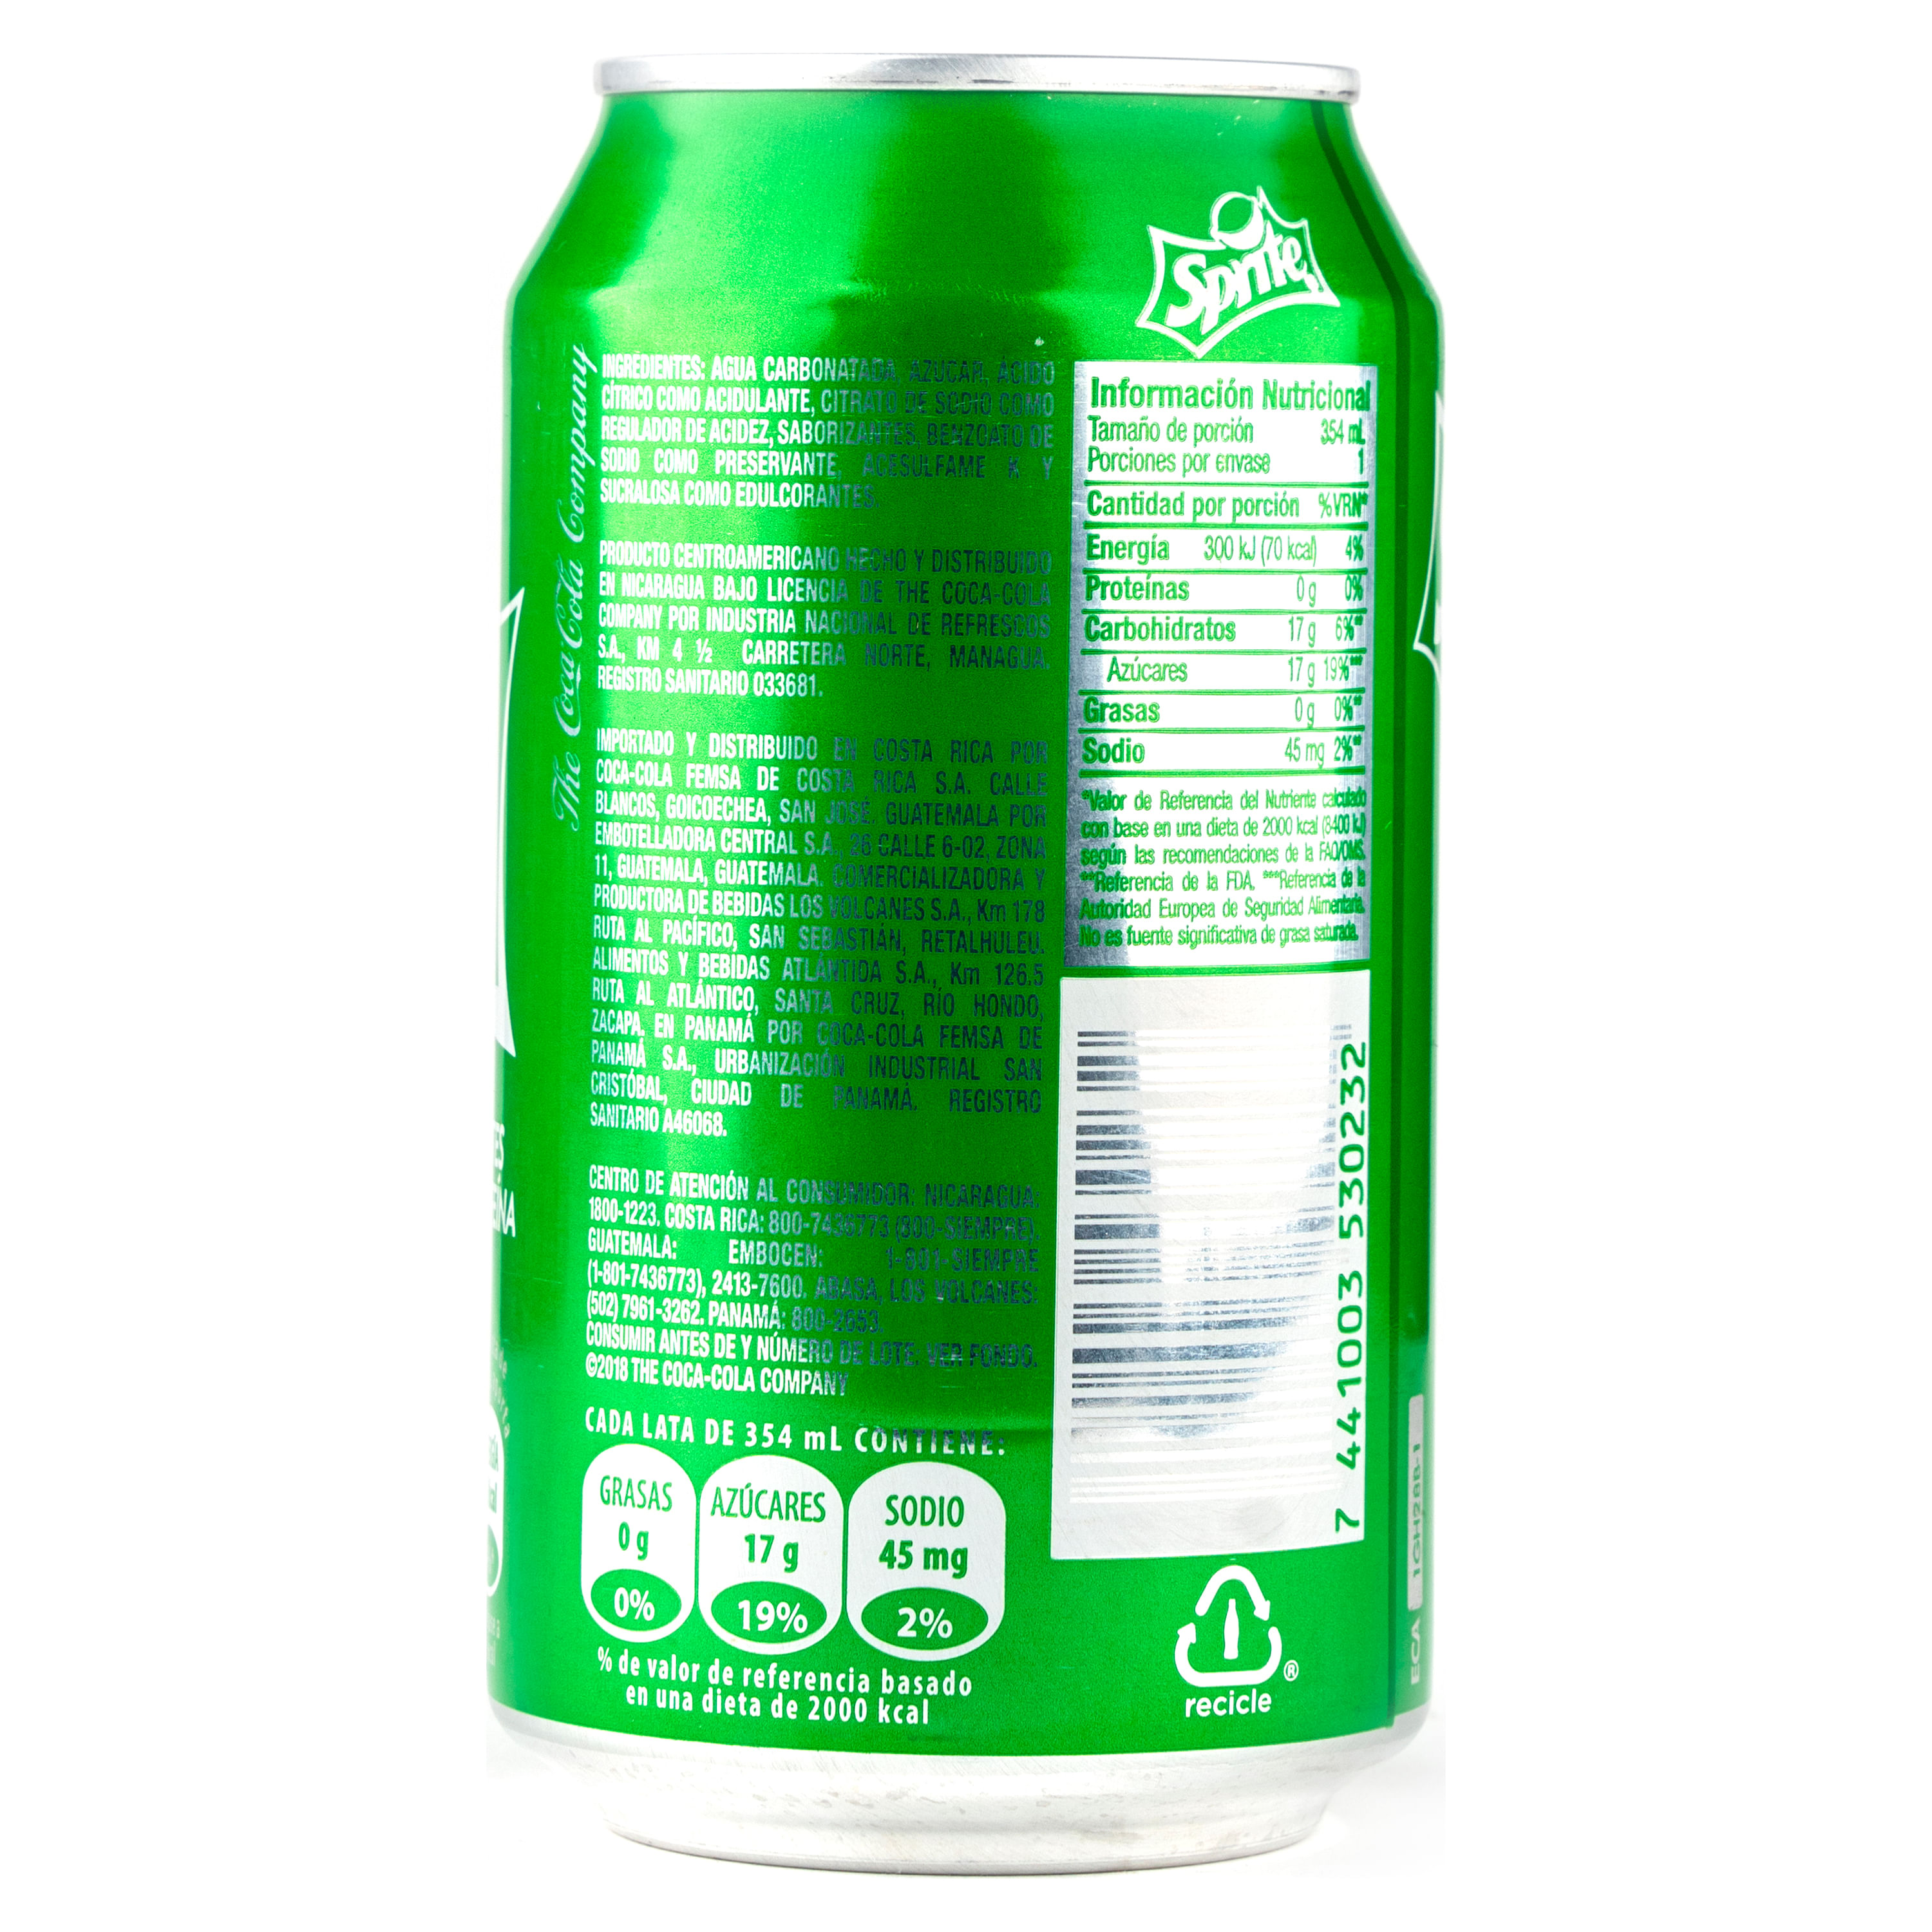 Sprite
The Coca-Cola Company
INGREDIENTES: AGUA CARBONATADA, AZÚCAR, ÁCIDO
CÍTRICO COMO ACIDULANTE, CITRATO DE SODIO COMO
REGULADOR DE ACIDEZ, SABORIZANTES, BENZOATO DE
SODIO COMO PRESERVANTE, ACESULFAME K Y
SUCRALOSA COMO EDULCORANTES.
PRODUCTO CENTROAMERICANO HECHO Y DISTRIBUIDO
EN NICARAGUA BAJO LICENCIA DE THE COCA-COLA
COMPANY POR INDUSTRIA NACIONAL DE REFRESCOS
S.A., KM 4 ½ CARRETERA NORTE, MANAGUA.
REGISTRO SANITARIO 033681.
IMPORTADO Y DISTRIBUIDO EN COSTA RICA POR
COCA-COLA FEMSA DE COSTA RICA S.A. CALLE
BLANCOS, GOICOECHEA, SAN JOSÉ. GUATEMALA POR
EMBOTELLADORA CENTRAL S.A., 26 CALLE 6-02, ZONA
11, GUATEMALA, GUATEMALA. COMERCIALIZADORA Y
PRODUCTORA DE BEBIDAS LOS VOLCANES S.A., Km 178
RUTA AL PACÍFICO, SAN SEBASTIÁN, RETALHULEU.
ALIMENTOS Y BEBIDAS ATLÁNTIDA S.A., Km 126.5
RUTA AL ATLÁNTICO, SANTA CRUZ, RÍO HONDO,
ZACAPA. EN PANAMÁ POR COCA-COLA FEMSA DE
PANAMÁ S.A., URBANIZACIÓN INDUSTRIAL SAN
CRISTÓBAL, CIUDAD DE PANAMÁ. REGISTRO
SANITARIO A46068.
CENTRO DE ATENCIÓN AL CONSUMIDOR: NICARAGUA:
1800-1223. COSTA RICA: 800-7436773 (800-SIEMPRE).
GUATEMALA: EMBOCEN: 1-801-SIEMPRE
(1-801-7436773), 2413-7600. ABASA, LOS VOLCANES:
(502) 7961-3262. PANAMÁ: 800-2653.
CONSUMIR ANTES DE Y NÚMERO DE LOTE: VER FONDO.
©2018 THE COCA-COLA COMPANY
CADA LATA DE 354 mL CONTIENE:
GRASAS AZÚCARES SODIO
0 g 17 g 45 mg
0% 19% 2%
% de valor de referencia basado
en una dieta de 2000 kcal
Información Nutricional
Tamaño de porción 354 mL
Porciones por envase 1
Cantidad por porción %VRN*
Energía 300 kJ (70 kcal) 4%
Proteínas 0 g 0%
Carbohidratos 17 g 6%**
Azúcares 17 g 19%***
Grasas 0 g 0%**
Sodio 45 mg 2%**
*Valor de Referencia del Nutriente calculado
con base en una dieta de 2000 kcal (8400 kJ)
según las recomendaciones de la FAO/OMS.
**Referencia de la FDA. ***Referencia de la
Autoridad Europea de Seguridad Alimentaria.
No es fuente significativa de grasa saturada.
7 441003 530232
recicle
ECA